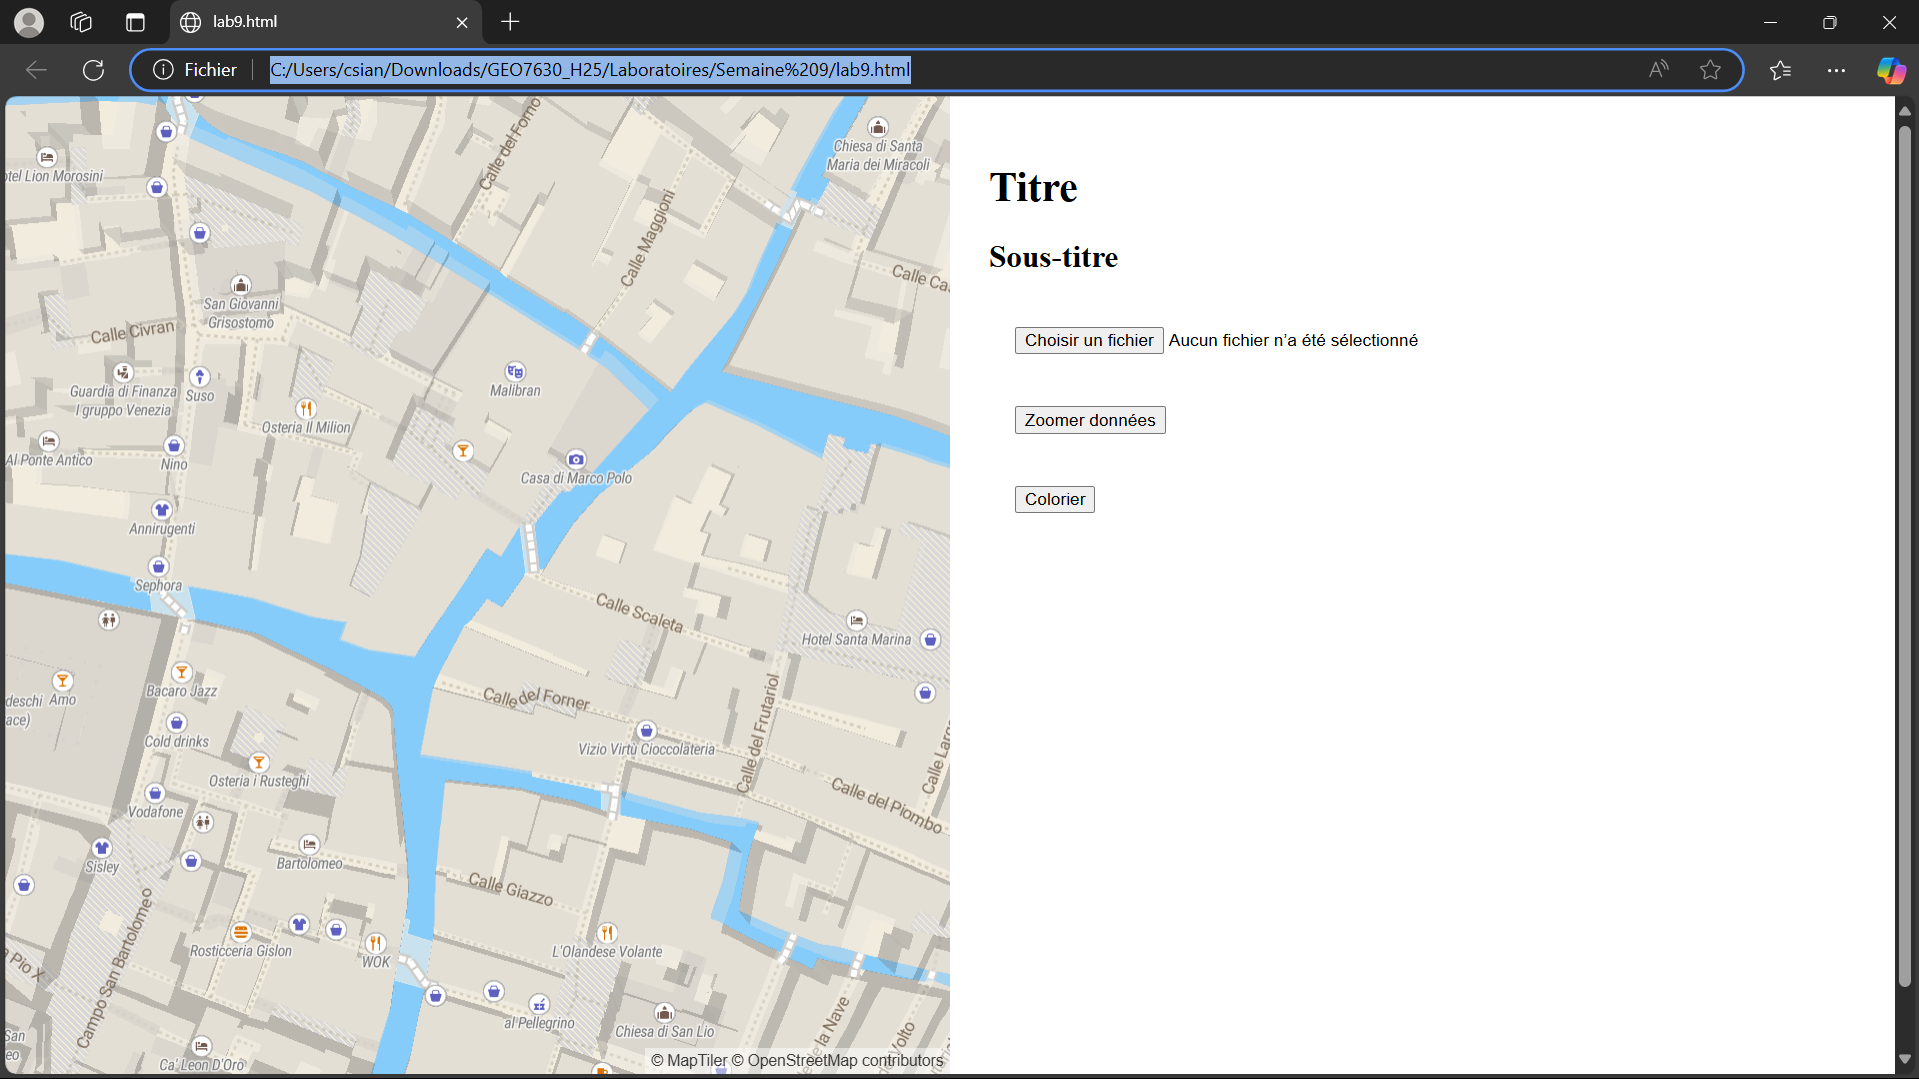 lab9.html
Fichier
C:/Users/csian/Downloads/GEO7630_H25/Laboratoires/Semaine%209/lab9.html
Calle del Forno
Chiesa di Santa
Maria dei Miracoli
tel Lion Morosini
Calle Maggioni
Calle Ca
San Giovanni
Grisostomo
Calle Civran
Guardia di Finanza
I gruppo Venezia
Suso
Malibran
Osteria Il Milion
Al Ponte Antico
Nino
Casa di Marco Polo
Annirugenti
Sephora
Calle Scaleta
Hotel Santa Marina
Bacaro Jazz
deschi
ace)
Amo
Calle del Forner
Calle del Frutariol
Cold drinks
Vizio Virtù Cioccolateria
Calle Larg
Osteria i Rusteghi
Vodafone
Calle del Piombo
Sisley
Bartolomeo
Calle Giazzo
Campo San Bartolomeo
Rosticceria Gislon
WOK
L'Olandese Volante
a Pio X
al Pellegrino
Chiesa di San Lio
le la Nave
Volto
San
eo
Ca' Leon D'Oro
© MapTiler © OpenStreetMap contributors
Titre
Sous-titre
Choisir un fichier Aucun fichier n'a été sélectionné
Zoomer données
Colorier